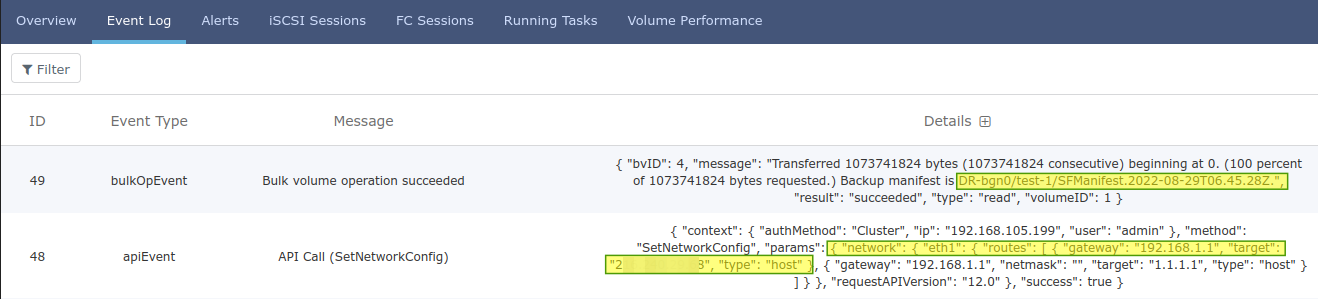 Overview Event Log Alerts iSCSI Sessions FC Sessions Running Tasks Volume Performance
Filter
ID Event Type Message Details
{ "bvID": 4, "message": "Transferred 1073741824 bytes (1073741824 consecutive) beginning at 0. (100 percent
49 bulkOpEvent Bulk volume operation succeeded of 1073741824 bytes requested.) Backup manifest is DR-bgn0/test-1/SFManifest.2022-08-29T06.45.28Z.",
"result": "succeeded", "type": "read", "volumeID": 1 }
{ "context": { "authMethod": "Cluster", "ip": "192.168.105.199", "user": "admin" }, "method":
"SetNetworkConfig", "params": { "network": { "eth1": { "routes": [ { "gateway": "192.168.1.1", "target":
48 apiEvent API Call (SetNetworkConfig) "type": "host" }, { "gateway": "192.168.1.1", "netmask": "", "target": "1.1.1.1", "type": "host" }
] } }, "requestAPIVersion": "12.0" }, "success": true }